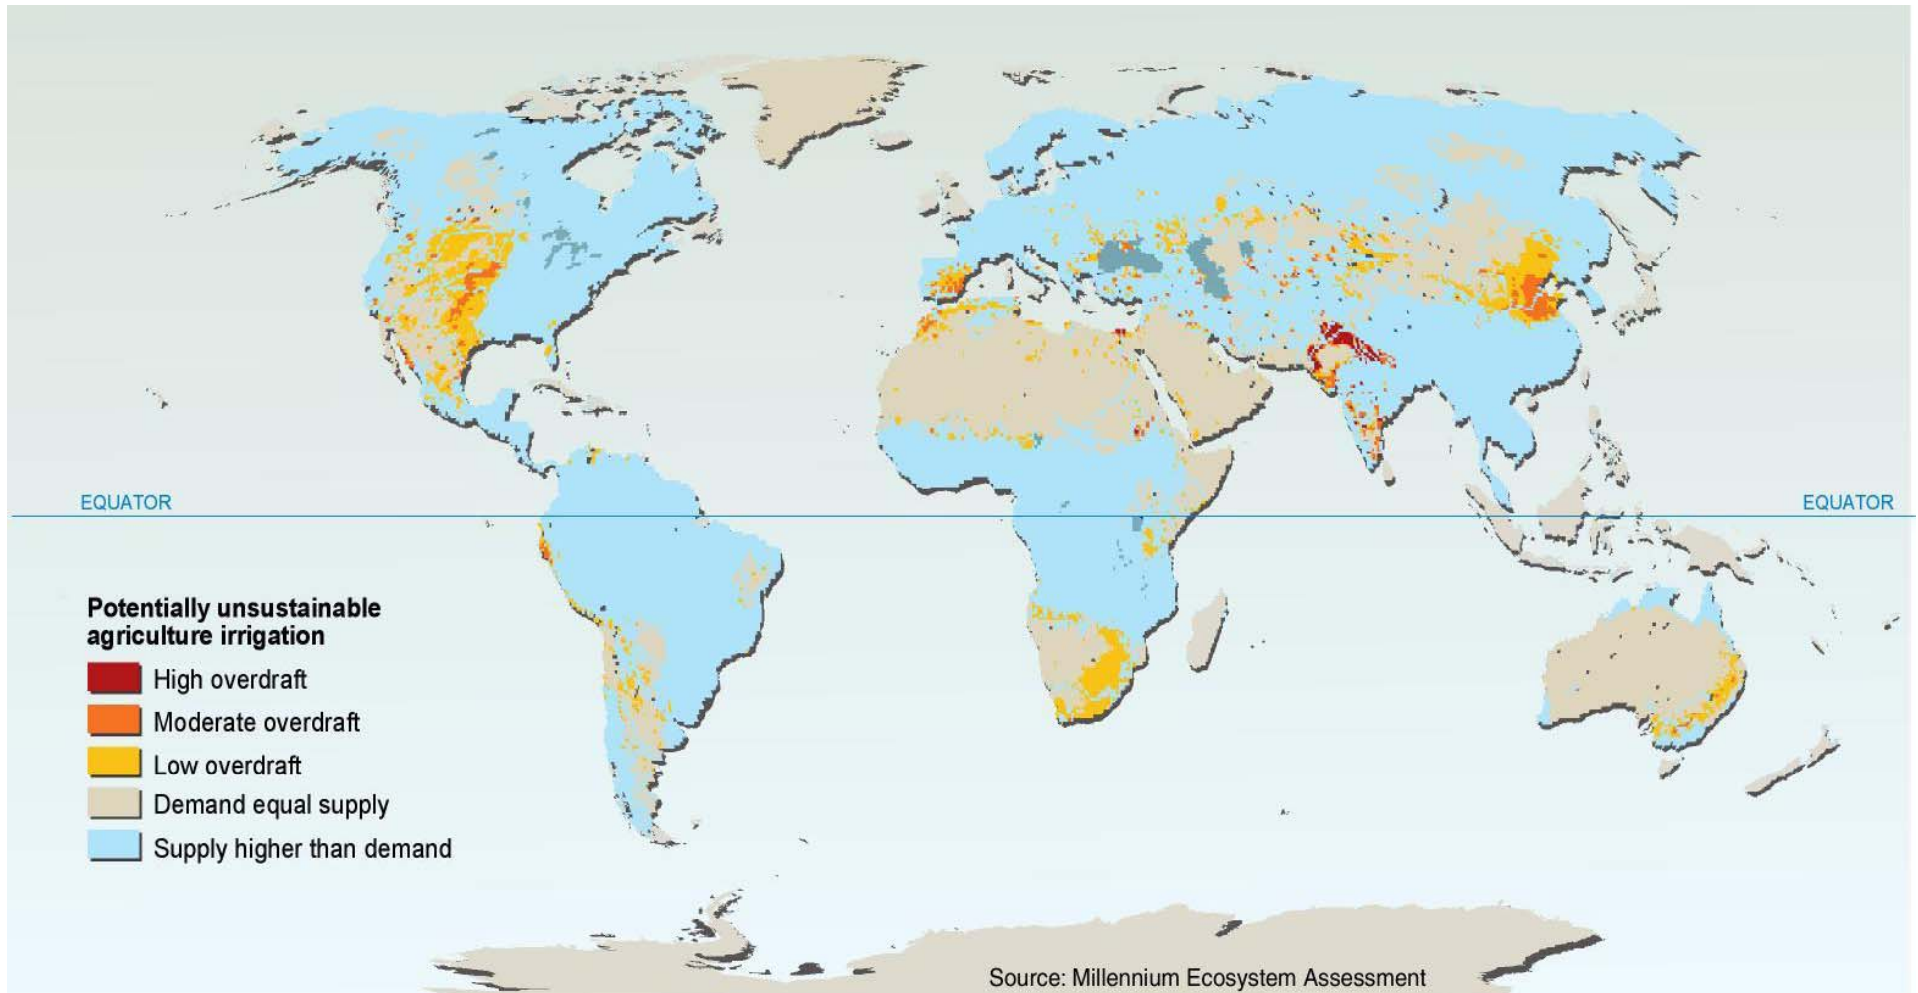 EQUATOR
EQUATOR
Potentially unsustainable
agriculture irrigation
High overdraft
Moderate overdraft
Low overdraft
Demand equal supply
Supply higher than demand
Source: Millennium Ecosystem Assessment